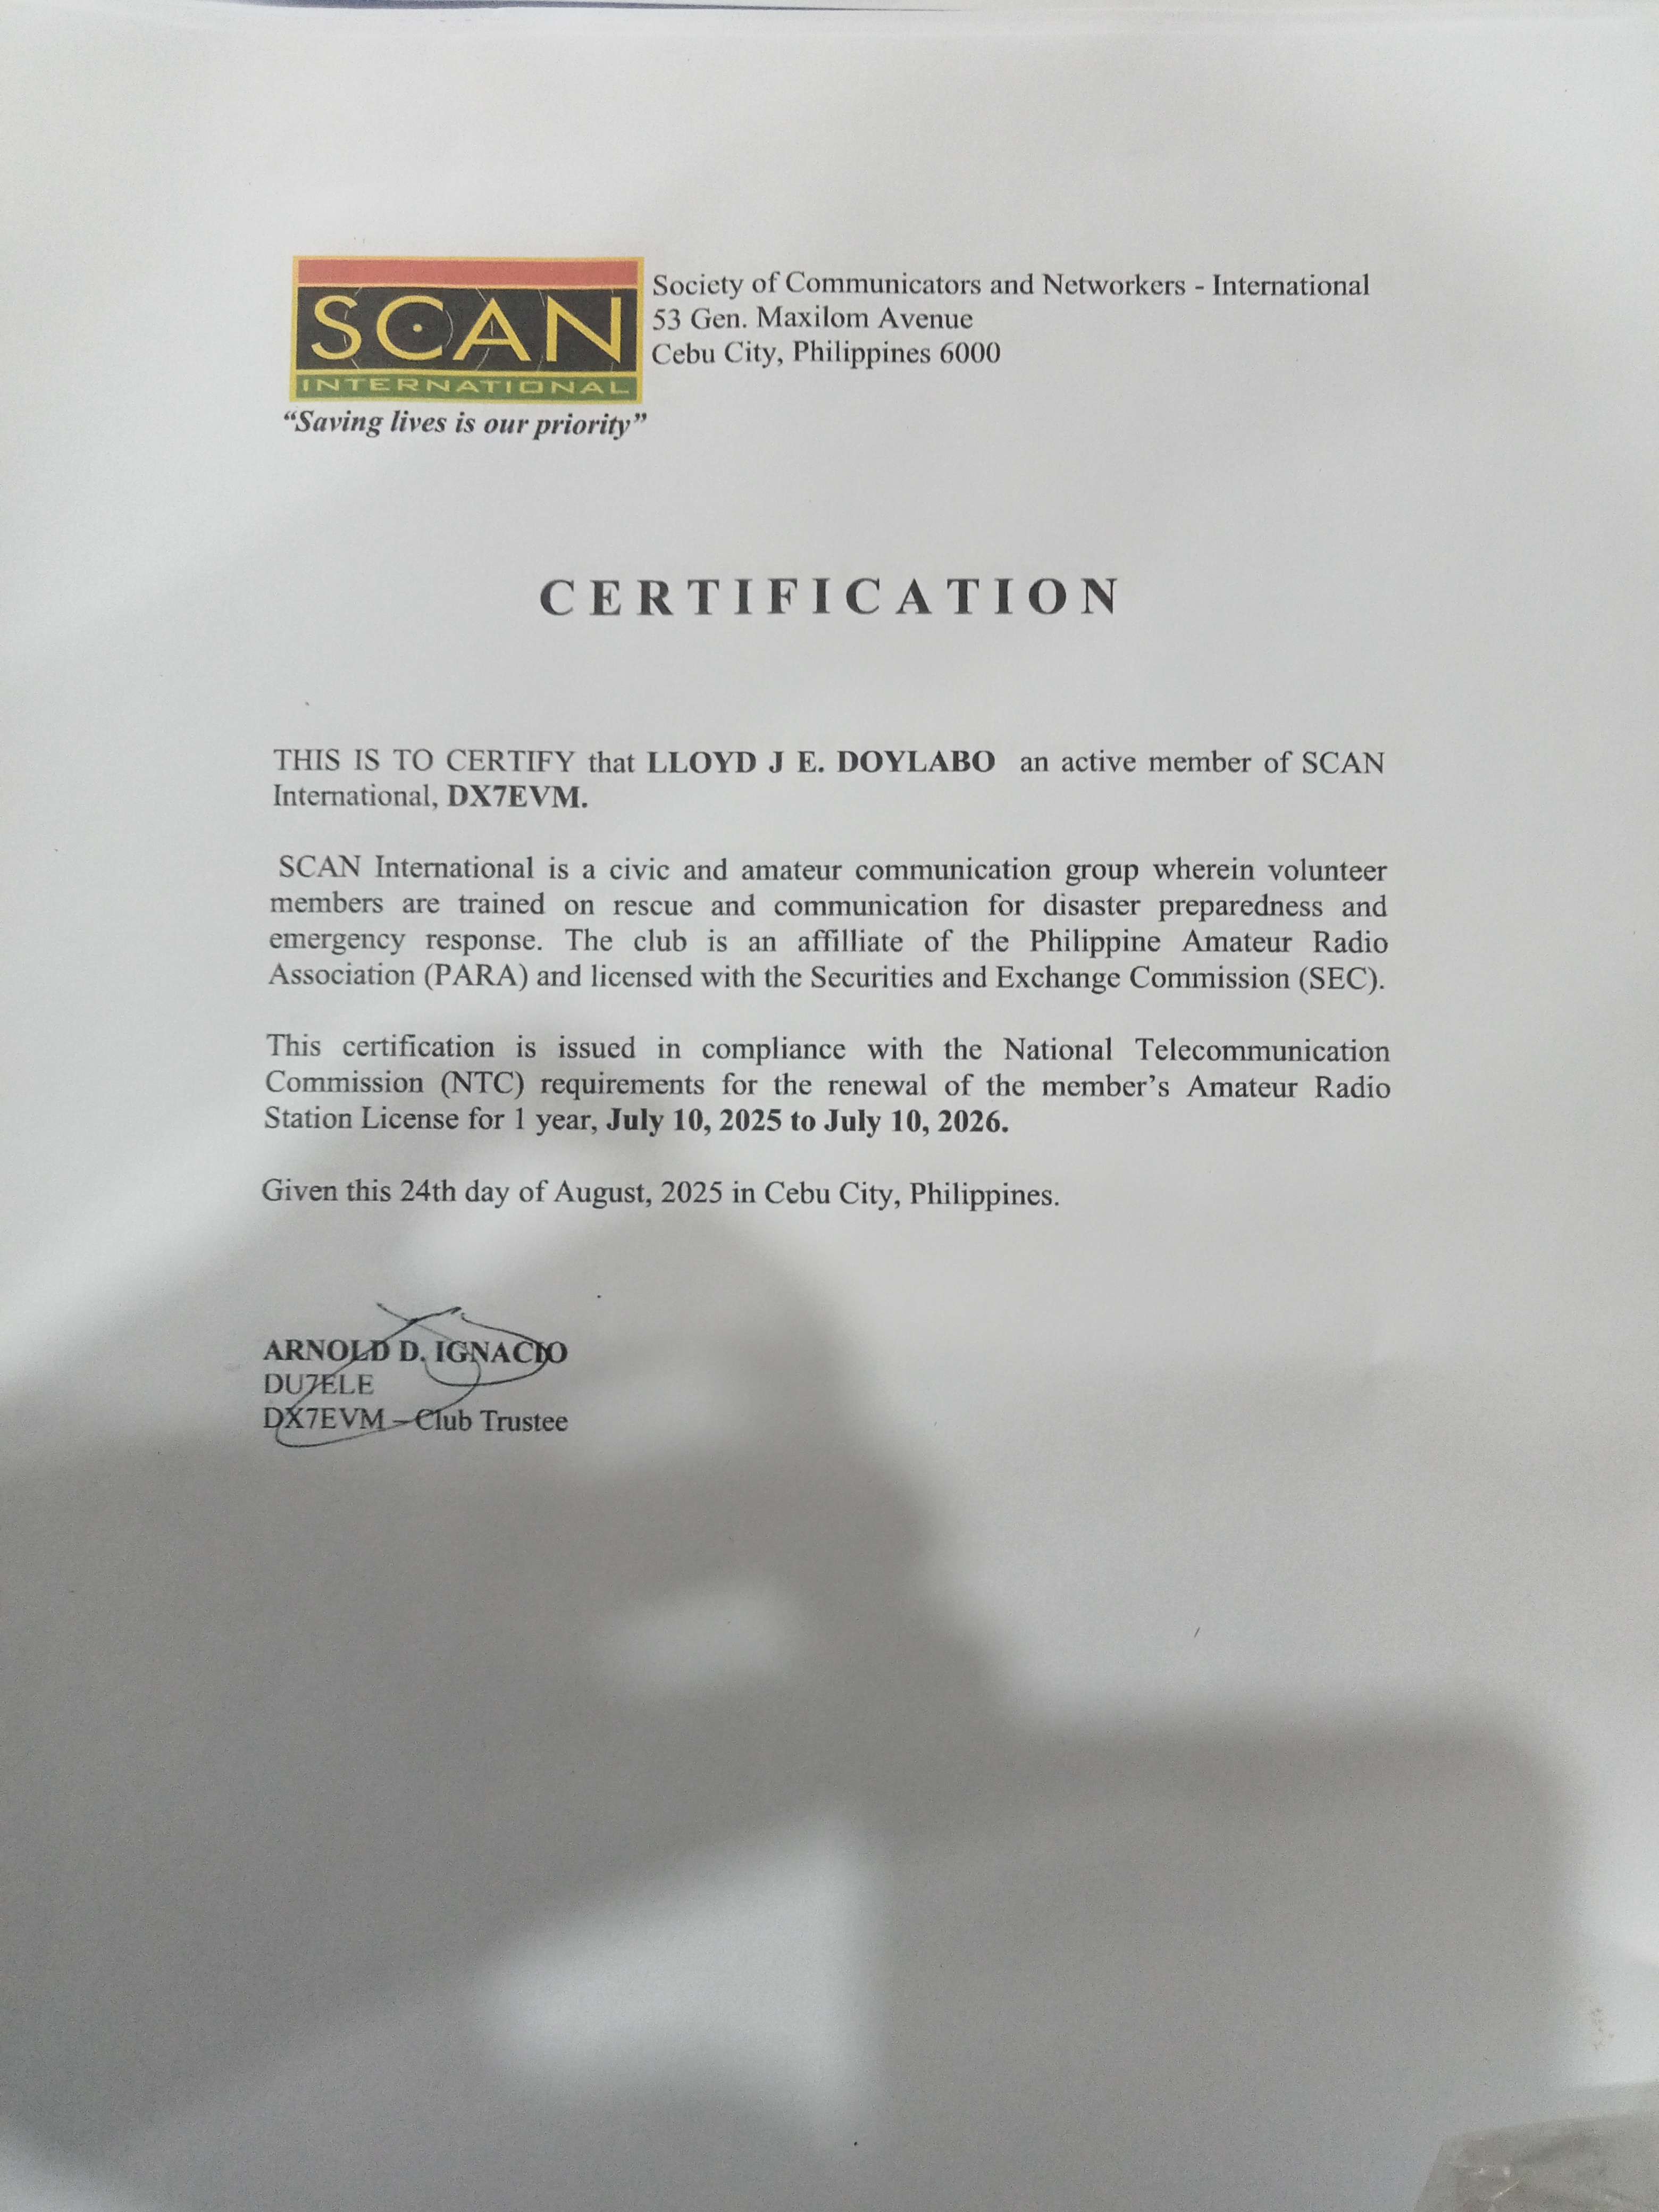 SCAN
INTERNATIONAL
“Saving lives is our priority”
Society of Communicators and Networkers - International
53 Gen. Maxilom Avenue
Cebu City, Philippines 6000
CERTIFICATION
THIS IS TO CERTIFY that LLOYD J E. DOYLABO an active member of SCAN
International, DX7EVM.
SCAN International is a civic and amateur communication group wherein volunteer
members are trained on rescue and communication for disaster preparedness and
emergency response. The club is an affilliate of the Philippine Amateur Radio
Association (PARA) and licensed with the Securities and Exchange Commission (SEC).
This certification is issued in compliance with the National Telecommunication
Commission (NTC) requirements for the renewal of the member’s Amateur Radio
Station License for 1 year, July 10, 2025 to July 10, 2026.
Given this 24th day of August, 2025 in Cebu City, Philippines.
ARNOLD D. IGNACIO
DU7ELE
DX7EVM – Club Trustee